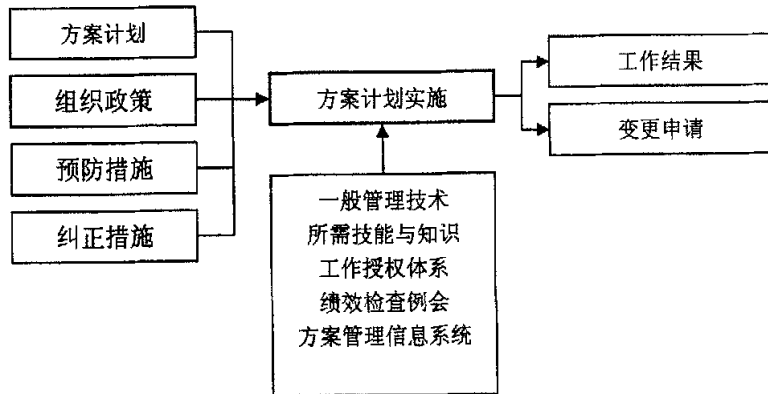 方案计划
组织政策
预防措施
纠正措施
方案计划实施
一般管理技术
所需技能与知识
工作授权体系
绩效检查例会
方案管理信息系统
工作结果
变更申请